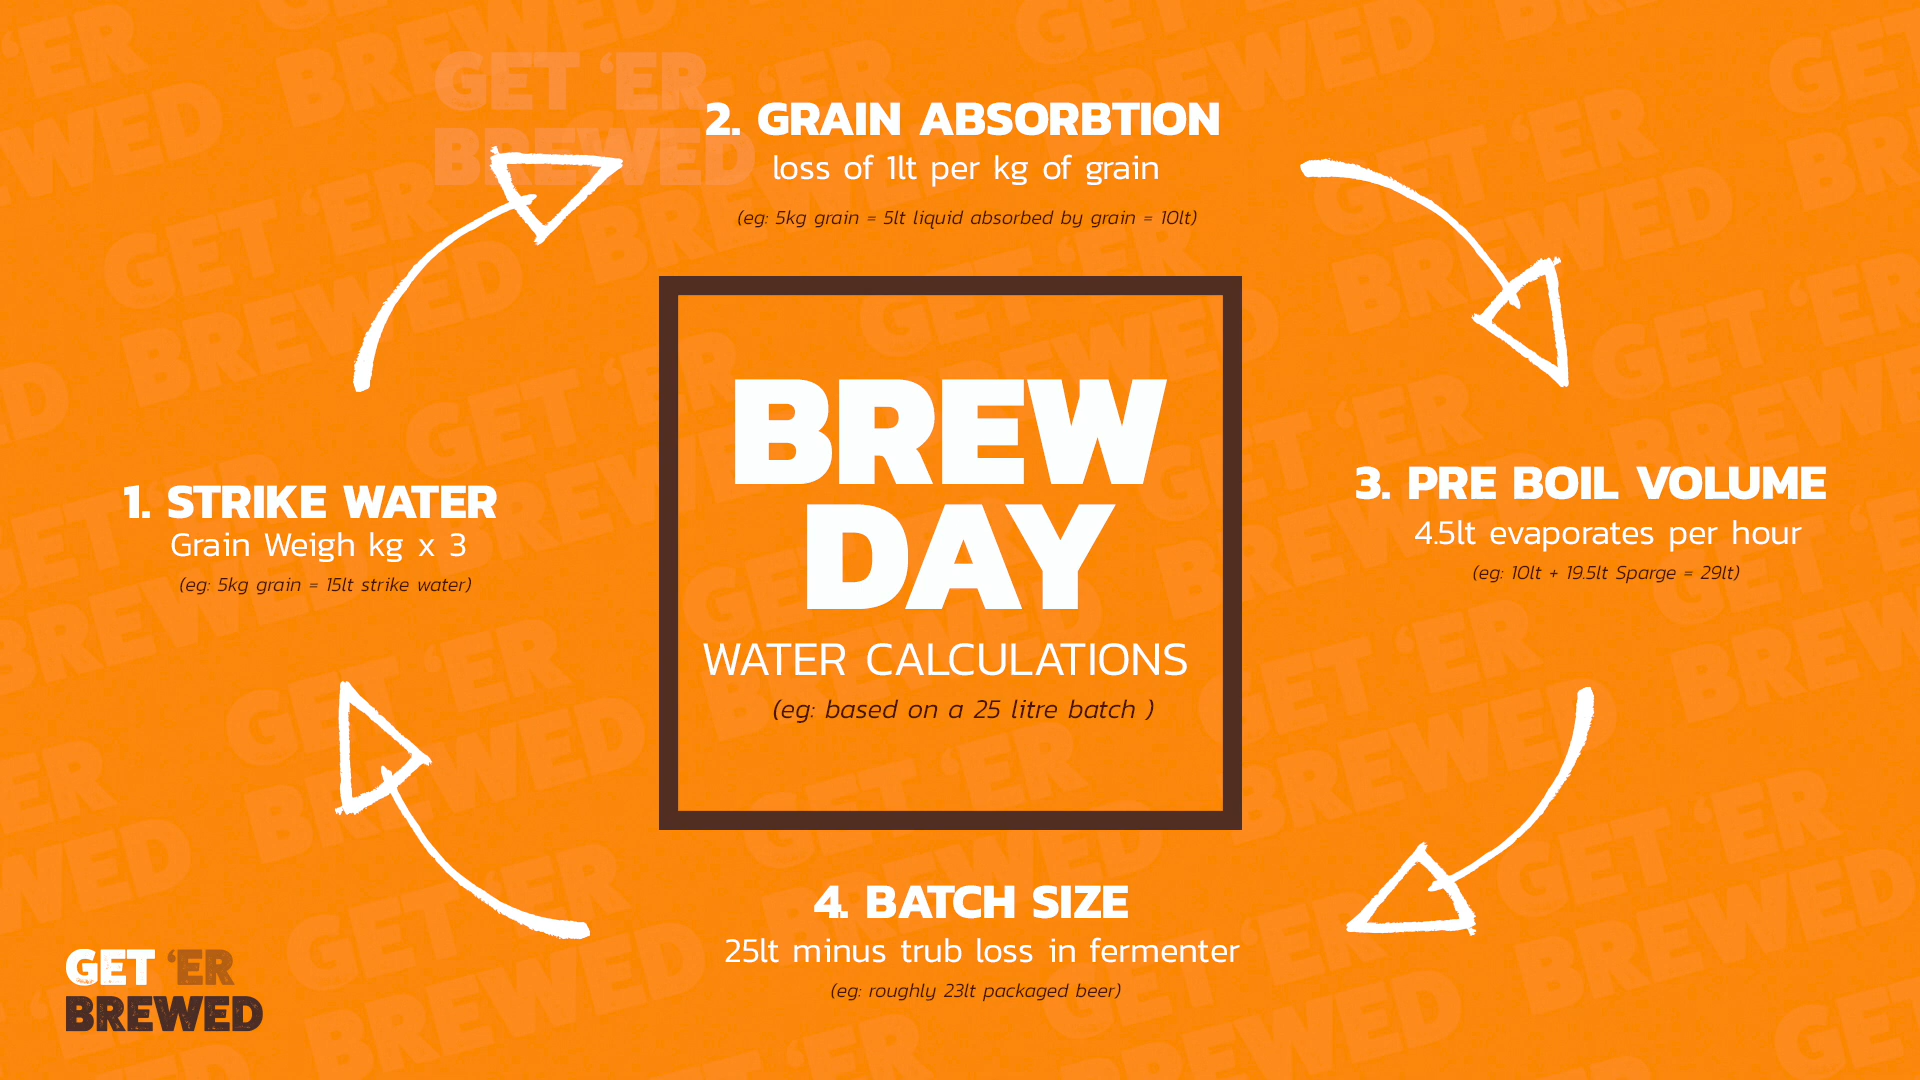 2. GRAIN ABSORBTION
loss of 1lt per kg of grain
(eg: 5kg grain = 5lt liquid absorbed by grain = 10lt)
1. STRIKE WATER
Grain Weigh kg x 3
(eg: 5kg grain = 15lt strike water)
BREW
DAY
WATER CALCULATIONS
(eg: based on a 25 litre batch )
3. PRE BOIL VOLUME
4.5lt evaporates per hour
(eg: 10lt + 19.5lt Sparge = 29lt)
4. BATCH SIZE
25lt minus trub loss in fermenter
(eg: roughly 23lt packaged beer)
GET ‘ER
BREWED
GET ‘ER
BREWED